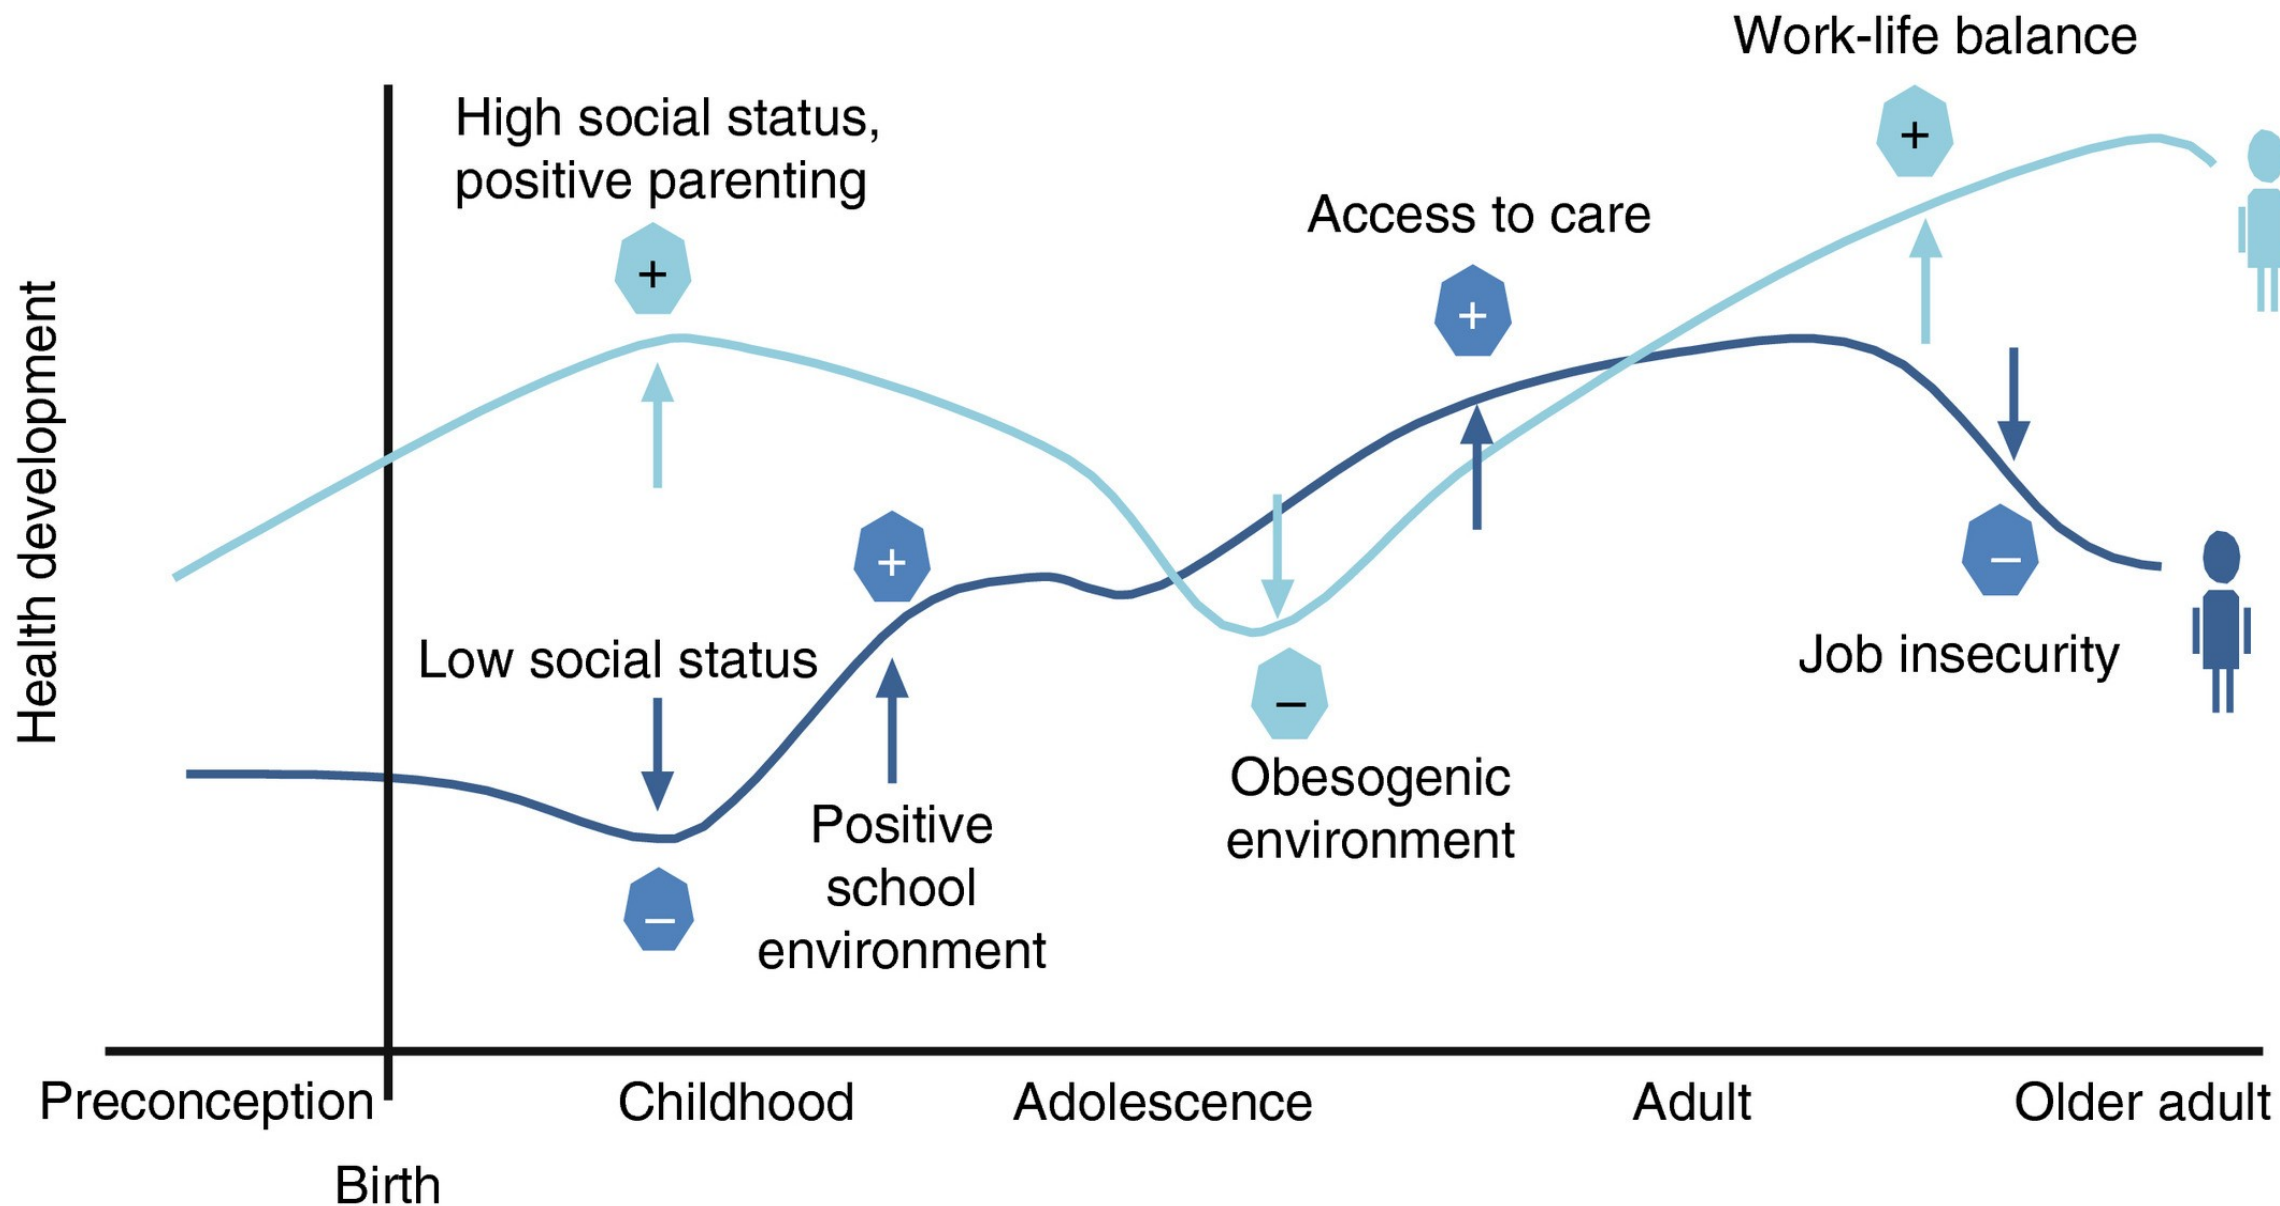 Work-life balance
High social status,
positive parenting
+
+
Access to care
+
Health development
+
Low social status
–
Job insecurity
–
Obesogenic
environment
Positive
school
environment
–
Preconception
Childhood
Adolescence
Adult
Older adult
Birth